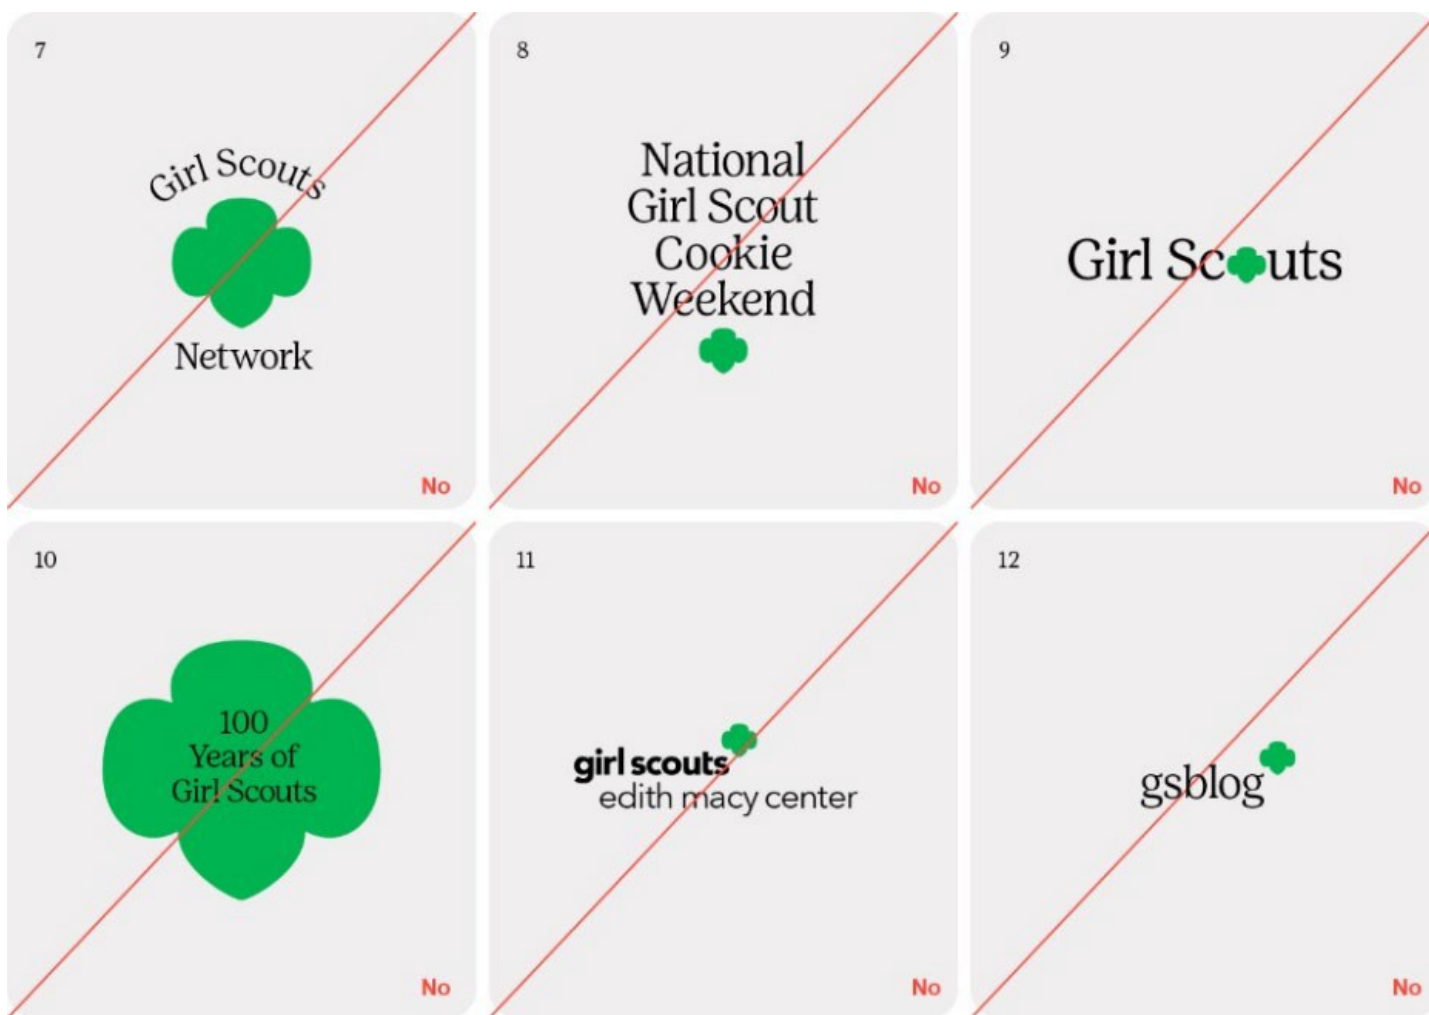 7
Girl Scouts
Network
No
8
National
Girl Scout
Cookie
Weekend
No
9
Girl Sc uts
No
10
100
Years of
Girl Scouts
No
11
girl scouts
edith macy center
No
12
gsblog
No